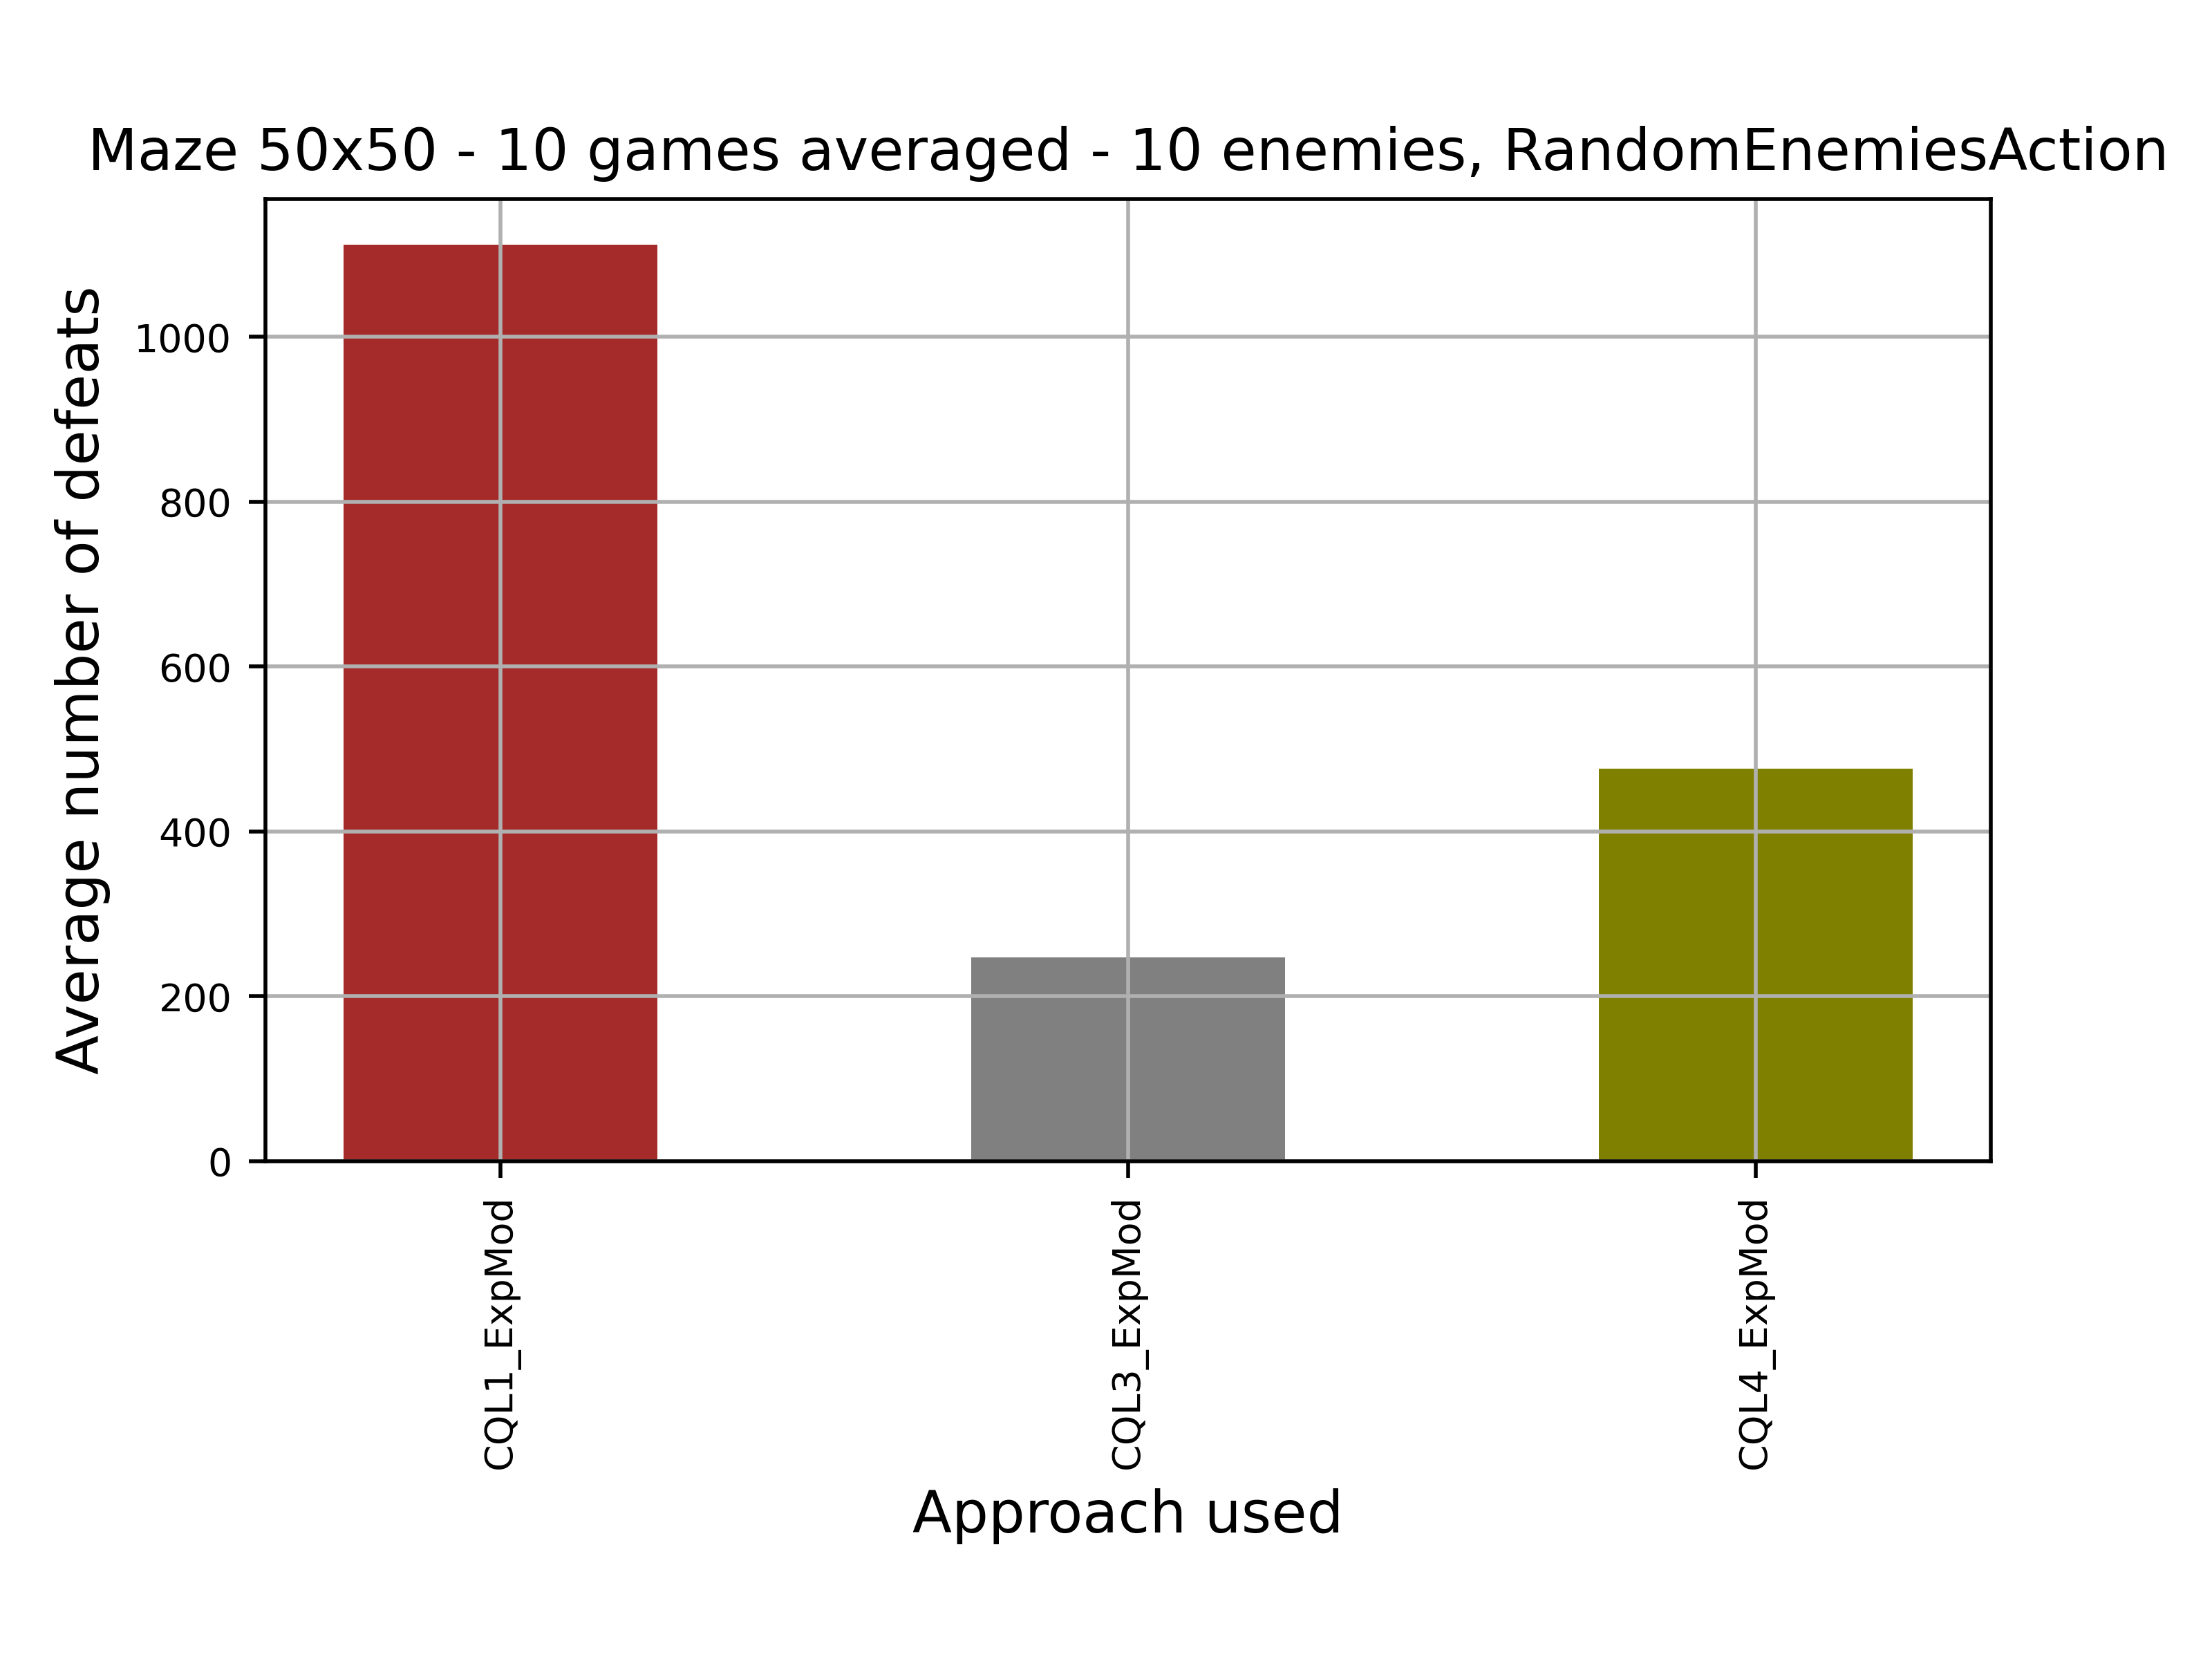 Maze 50x50 - 10 games averaged - 10 enemies, RandomEnemiesAction
Average number of defeats
1000
800
600
400
200
0
CQL1_ExpMod
CQL3_ExpMod
CQL4_ExpMod
Approach used